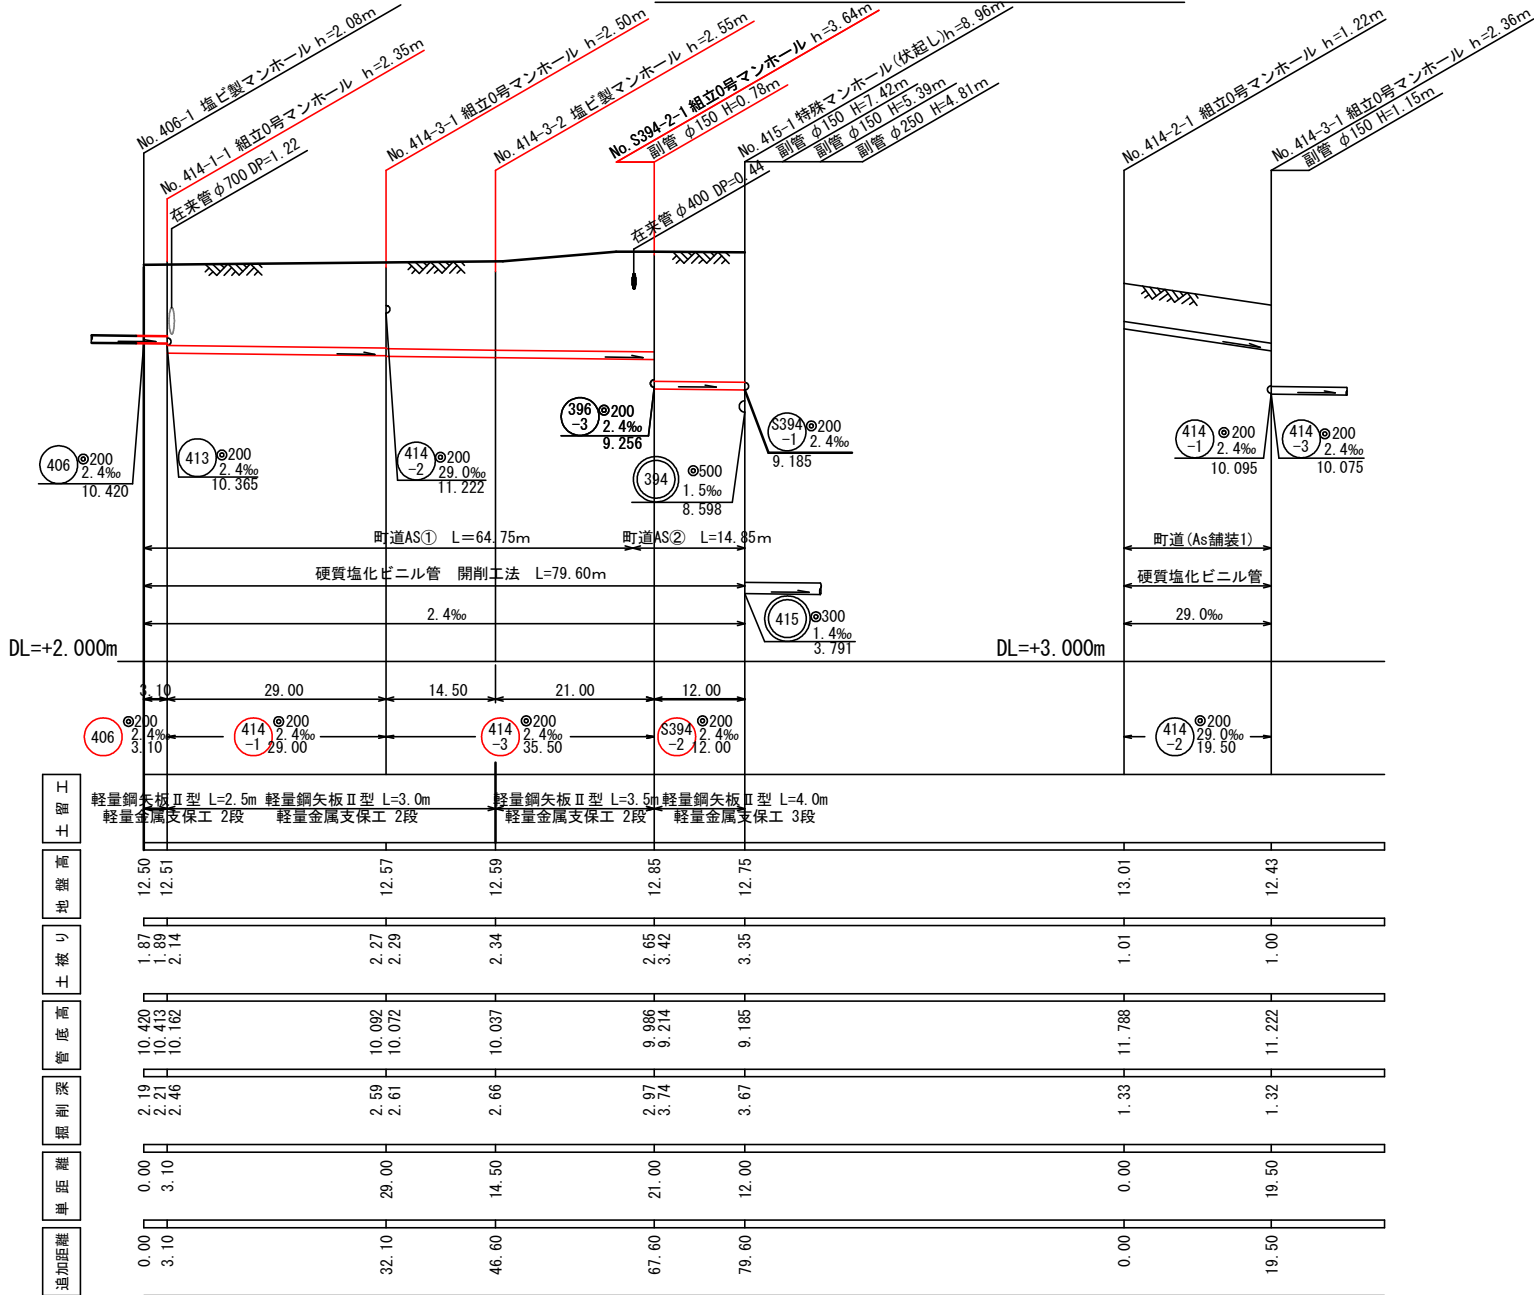 No.406-1 塩ビ製マンホール h=2.08m
No.414-1-1 組立0号マンホール h=2.35m
在来管φ700 DP=1.22
No.414-3-1 組立0号マンホール h=2.50m
No.414-3-2 塩ビ製マンホール h=2.55m
No.S394-2-1 組立0号マンホール h=3.64m
副管 φ150 H=0.78m
No.415-1 特殊マンホール(伏起し)h=8.96m
副管 φ150 H=7.42m
副管 φ150 H=5.39m
副管 φ250 H=4.81m
在来管φ400 DP=0.44
No.414-2-1 組立0号マンホール h=1.22m
No.414-3-1 組立0号マンホール h=2.36m
副管 φ150 H=1.15m
406 ◎200
2.4‰
10.420
413 ◎200
2.4‰
10.365
414-2 ◎200
29.0‰
11.222
396-3 ◎200
2.4‰
9.256
394 ◎500
1.5‰
8.598
S394-1 ◎200
2.4‰
9.185
414-1 ◎200
2.4‰
10.095
414-3 ◎200
2.4‰
10.075
町道AS① L=64.75m
町道AS② L=14.85m
町道(As舗装1)
硬質塩化ビニル管 開削工法 L=79.60m
硬質塩化ビニル管
2.4‰
29.0‰
415 ◎300
1.4‰
3.791
DL=+2.000m
DL=+3.000m
3.10 29.00 14.50 21.00 12.00
406 ◎200
2.4‰
3.10
414-1 ◎200
2.4‰
29.00
414-3 ◎200
2.4‰
35.50
S394-2 ◎200
2.4‰
12.00
414-2 ◎200
29.0‰
19.50
土留工
軽量鋼矢板Ⅱ型 L=2.5m 軽量鋼矢板Ⅱ型 L=3.0m 軽量鋼矢板Ⅱ型 L=3.5m 軽量鋼矢板Ⅱ型 L=4.0m
軽量金属支保工 2段 軽量金属支保工 2段 軽量金属支保工 2段 軽量金属支保工 3段
地盤高 12.50 12.51 12.57 12.59 12.85 12.75 13.01 12.43
土被り 1.87 1.89 2.14 2.27 2.29 2.34 2.65 3.42 3.35 1.01 1.00
管底高 10.420 10.413 10.162 10.092 10.072 10.037 9.986 9.214 9.185 11.788 11.222
掘削深 2.19 2.21 2.46 2.59 2.61 2.66 2.97 3.74 3.67 1.33 1.32
単距離 0.00 3.10 29.00 14.50 21.00 12.00 0.00 19.50
追加距離 0.00 3.10 32.10 46.60 67.60 79.60 0.00 19.50